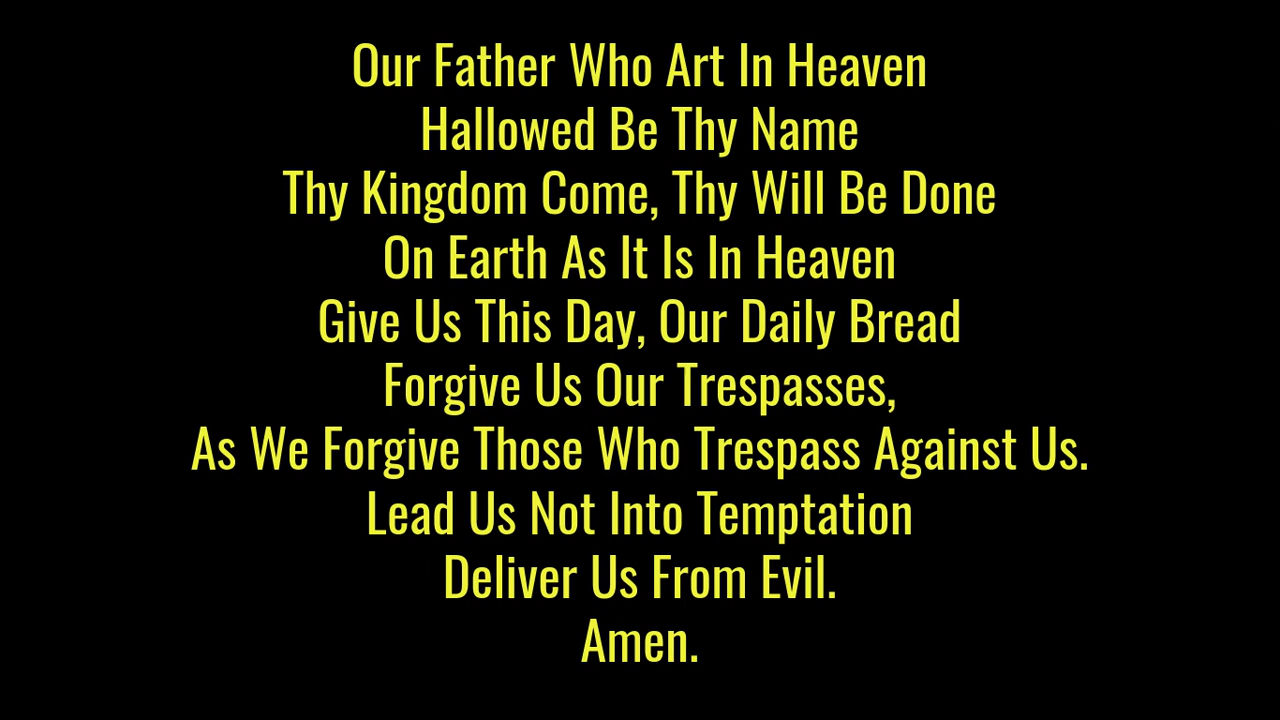 Our Father Who Art In Heaven
Hallowed Be Thy Name
Thy Kingdom Come, Thy Will Be Done
On Earth As It Is In Heaven
Give Us This Day, Our Daily Bread
Forgive Us Our Trespasses,
As We Forgive Those Who Trespass Against Us.
Lead Us Not Into Temptation
Deliver Us From Evil.
Amen.